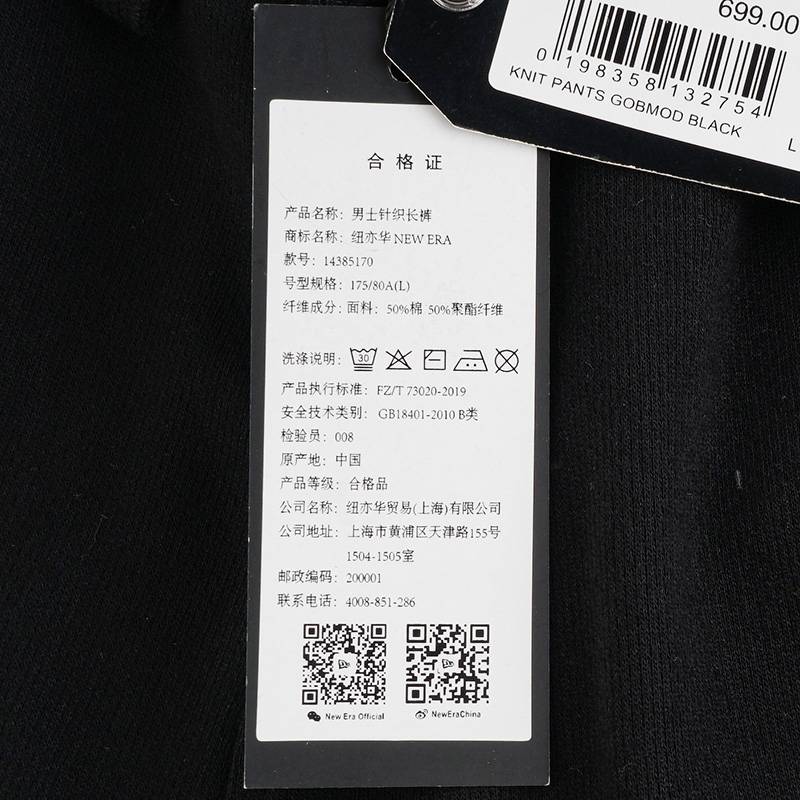 699.00
0 198358 132754
KNIT PANTS GOBMOD BLACK
合格证
产品名称：男士针织长裤
商标名称：纽亦华 NEW ERA
款号：14385170
号型规格：175/80A(L)
纤维成分：面料：50%棉 50%聚酯纤维
洗涤说明：30
产品执行标准：FZ/T 73020-2019
安全技术类别：GB18401-2010 B类
检验员：008
原产地：中国
产品等级：合格品
公司名称：纽亦华贸易(上海)有限公司
公司地址：上海市黄浦区天津路155号
1504-1505室
邮政编码：200001
联系电话：4008-851-286
New Era Official NewEraChina